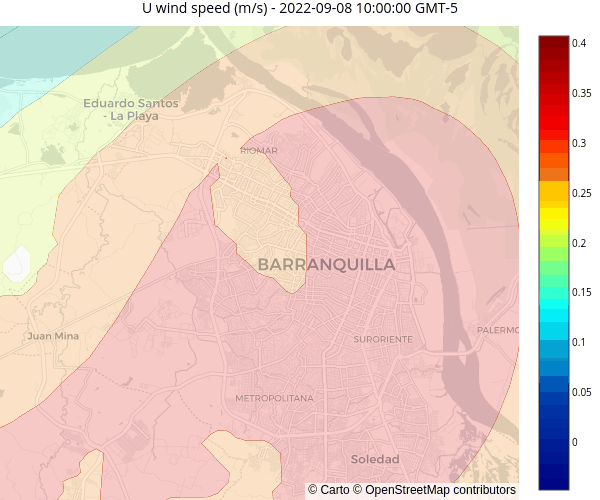 U wind speed (m/s) - 2022-09-08 10:00:00 GMT-5
Eduardo Santos
- La Playa
RIOMAR
BARRANQUILLA
SURORIENTE
PALERMO
Juan Mina
METROPOLITANA
Soledad
© Carto © OpenStreetMap contributors
0.4
0.35
0.3
0.25
0.2
0.15
0.1
0.05
0